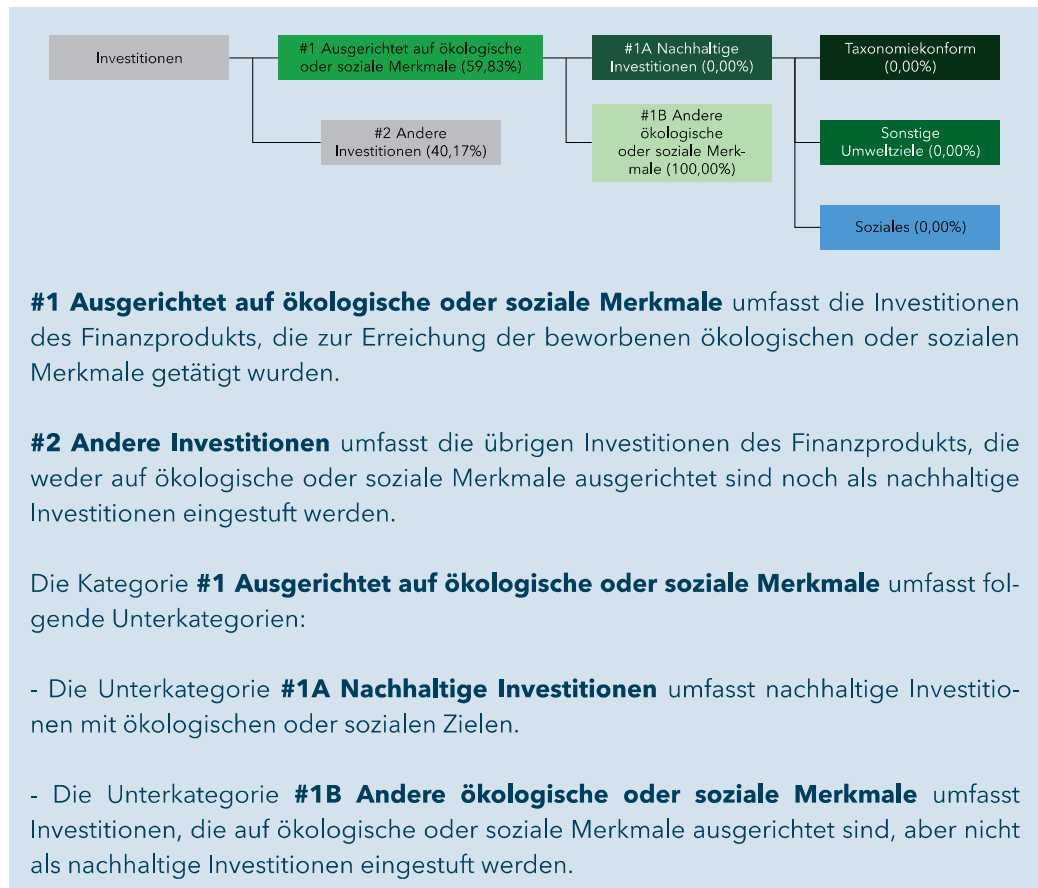 Investitionen
#1 Ausgerichtet auf ökologische
oder soziale Merkmale (59,83%)
#1A Nachhaltige
Investitionen (0,00%)
Taxonomiekonform
(0,00%)
#2 Andere
Investitionen (40,17%)
#1B Andere
ökologische
oder soziale Merk-
male (100,00%)
Sonstige
Umweltziele (0,00%)
Soziales (0,00%)
#1 Ausgerichtet auf ökologische oder soziale Merkmale umfasst die Investitionen
des Finanzprodukts, die zur Erreichung der beworbenen ökologischen oder sozialen
Merkmale getätigt wurden.
#2 Andere Investitionen umfasst die übrigen Investitionen des Finanzprodukts, die
weder auf ökologische oder soziale Merkmale ausgerichtet sind noch als nachhaltige
Investitionen eingestuft werden.
Die Kategorie #1 Ausgerichtet auf ökologische oder soziale Merkmale umfasst fol-
gende Unterkategorien:
- Die Unterkategorie #1A Nachhaltige Investitionen umfasst nachhaltige Investitio-
nen mit ökologischen oder sozialen Zielen.
- Die Unterkategorie #1B Andere ökologische oder soziale Merkmale umfasst
Investitionen, die auf ökologische oder soziale Merkmale ausgerichtet sind, aber nicht
als nachhaltige Investitionen eingestuft werden.